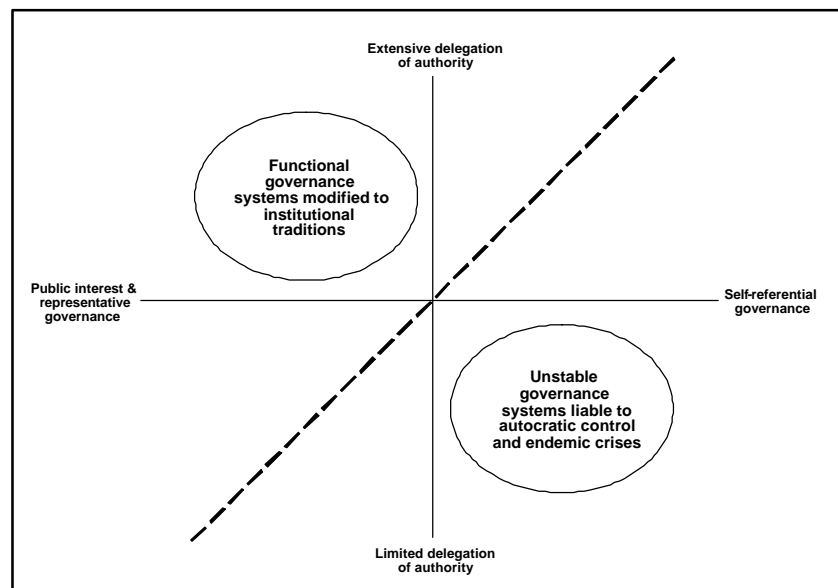 Extensive delegation
of authority
Functional
governance
systems modified to
institutional
traditions
Public interest &
representative
governance
Self-referential
governance
Unstable
governance
systems liable to
autocratic control
and endemic crises
Limited delegation of
authority